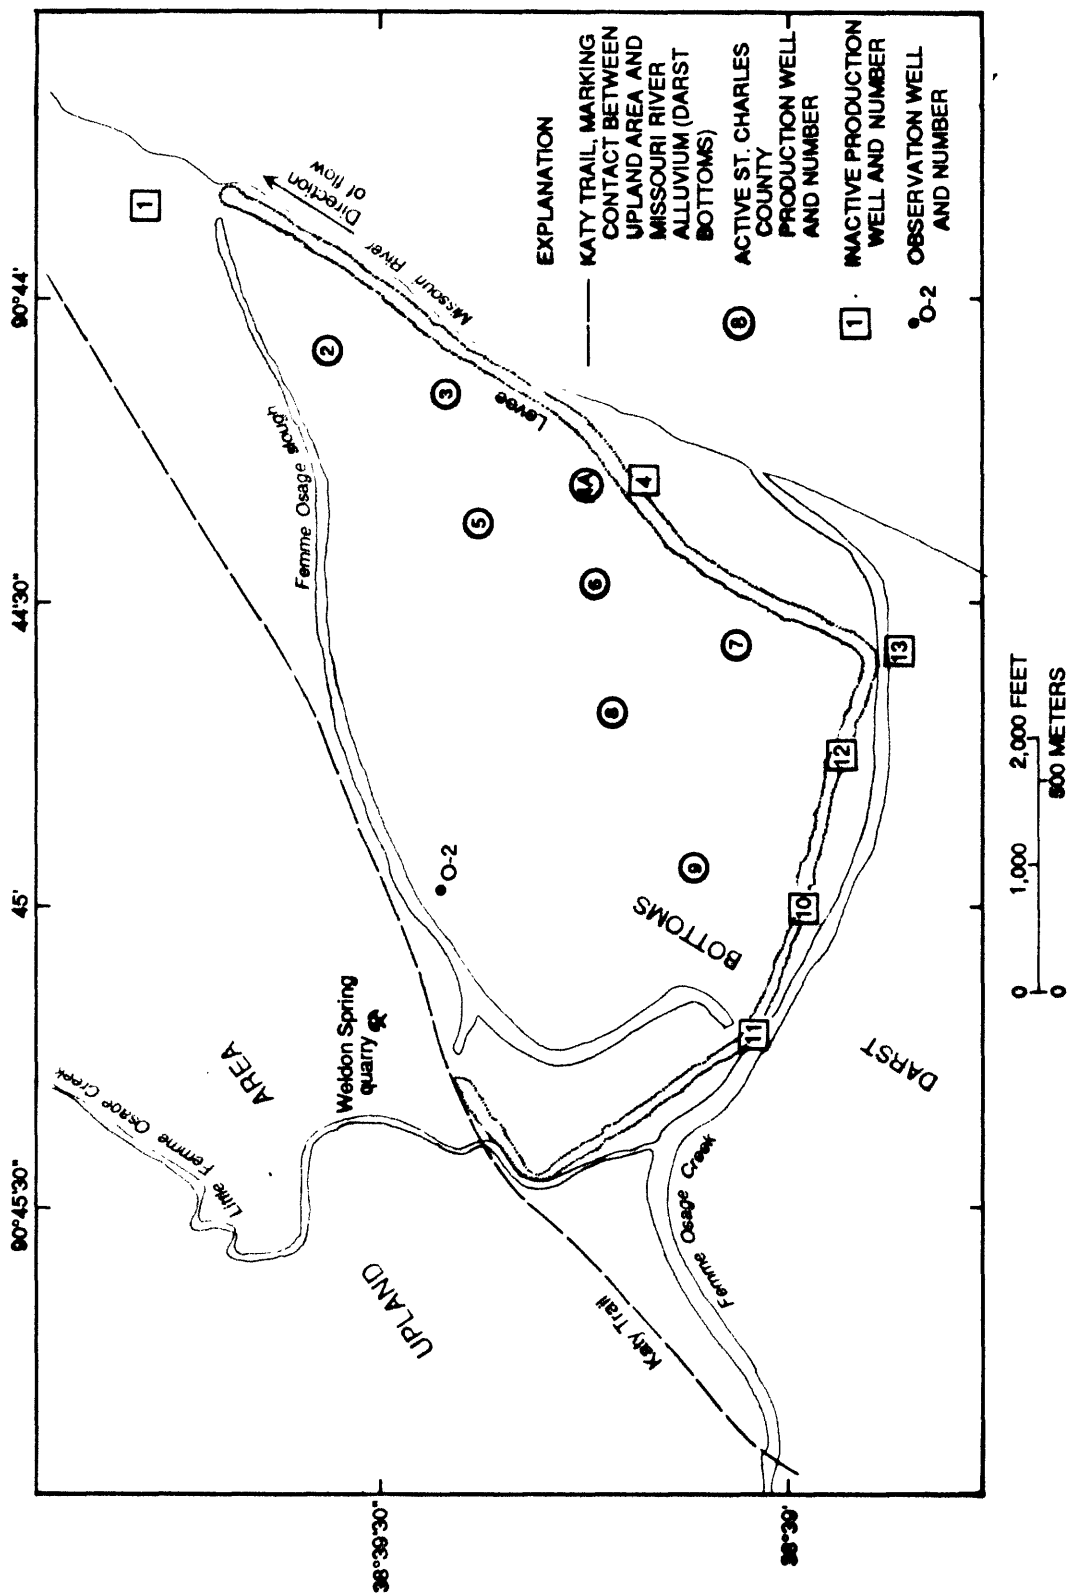 90°45'30"
45'
44'30"
90°44'
38°39'30"
38°39'
Little Femme Osage Creek
UPLAND
AREA
Weldon Spring
quarry
Katy Trail
Femme Osage Creek
Femme Osage slough
O-2
Levee
Missouri River
Direction
of flow
DARST
BOTTOMS
1
2
3
4A
4
5
6
7
8
9
10
11
12
13
EXPLANATION
KATY TRAIL, MARKING
CONTACT BETWEEN
UPLAND AREA AND
MISSOURI RIVER
ALLUVIUM (DARST
BOTTOMS)
8
ACTIVE ST. CHARLES
COUNTY
PRODUCTION WELL
AND NUMBER
1
INACTIVE PRODUCTION
WELL AND NUMBER
O-2
OBSERVATION WELL
AND NUMBER
0 1,000 2,000 FEET
0 500 METERS